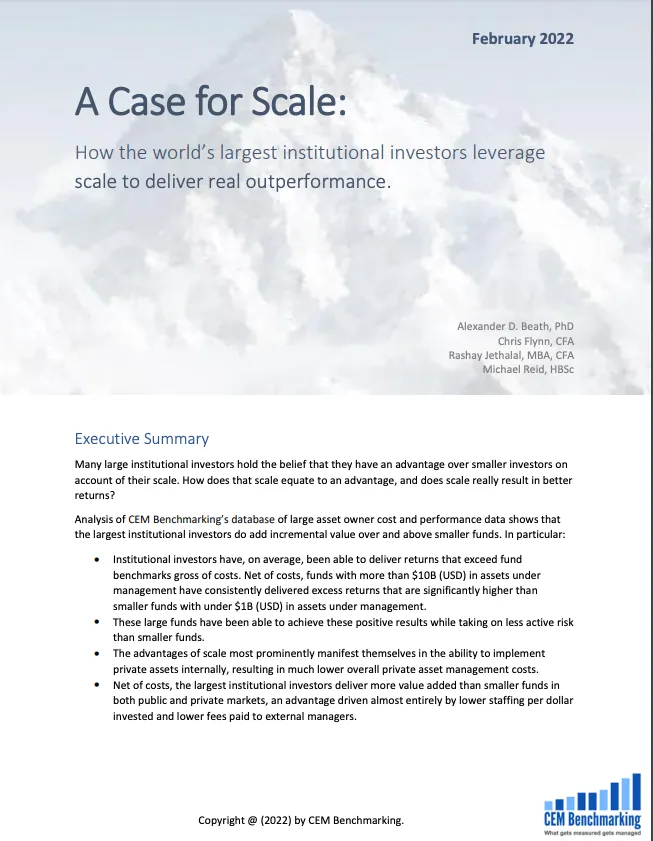 February 2022
A Case for Scale:
How the world's largest institutional investors leverage
scale to deliver real outperformance.
Alexander D. Beath, PhD
Chris Flynn, CFA
Rashay Jethalal, MBA, CFA
Michael Reid, HBSc
Executive Summary
Many large institutional investors hold the belief that they have an advantage over smaller investors on
account of their scale. How does that scale equate to an advantage, and does scale really result in better
returns?
Analysis of CEM Benchmarking's database of large asset owner cost and performance data shows that
the largest institutional investors do add incremental value over and above smaller funds. In particular:
• Institutional investors have, on average, been able to deliver returns that exceed fund
benchmarks gross of costs. Net of costs, funds with more than $10B (USD) in assets under
management have consistently delivered excess returns that are significantly higher than
smaller funds with under $1B (USD) in assets under management.
• These large funds have been able to achieve these positive results while taking on less active risk
than smaller funds.
• The advantages of scale most prominently manifest themselves in the ability to implement
private assets internally, resulting in much lower overall private asset management costs.
• Net of costs, the largest institutional investors deliver more value added than smaller funds in
both public and private markets, an advantage driven almost entirely by lower staffing per dollar
invested and lower fees paid to external managers.
Copyright @ (2022) by CEM Benchmarking.
CEM Benchmarking
What gets measured gets managed